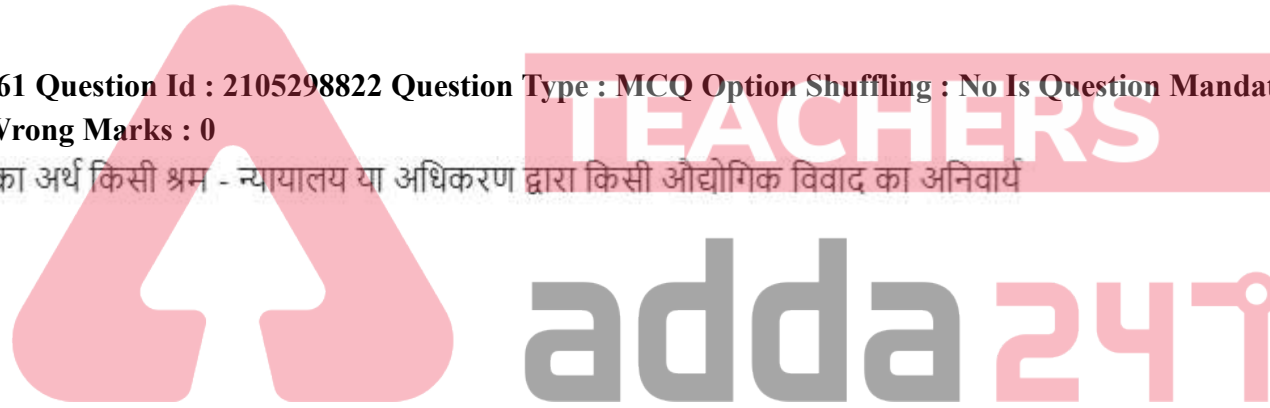 61 Question Id : 2105298822 Question Type : MCQ Option Shuffling : No Is Question Mandat
Wrong Marks : 0
का अर्थ किसी श्रम - न्यायालय या अधिकरण द्वारा किसी औद्योगिक विवाद का अनिवार्य
TEACHERS
adda 247